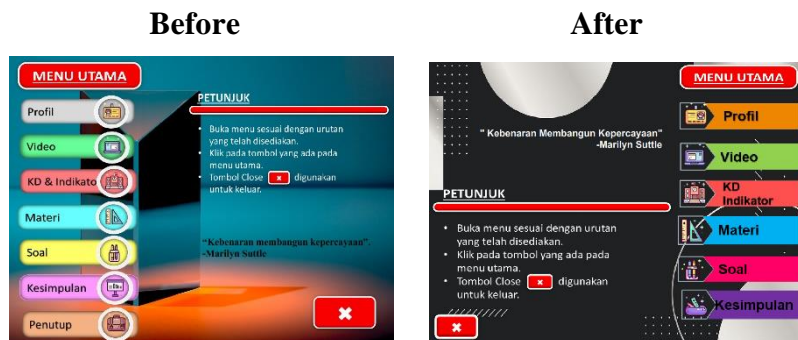 Before
After
MENU UTAMA
Profil
Video
KD & Indikato
Materi
Soal
Kesimpulan
Penutup
PETUNJUK
• Buka menu sesuai dengan urutan
yang telah disediakan.
• Klik pada tombol yang ada pada
menu utama.
• Tombol Close digunakan
untuk keluar.
"Kebenaran membangun kepercayaan".
-Marilyn Suttle
MENU UTAMA
" Kebenaran Membangun Kepercayaan"
-Marilyn Suttle
PETUNJUK
• Buka menu sesuai dengan urutan
yang telah disediakan.
• Klik pada tombol yang ada pada
menu utama.
• Tombol Close digunakan
untuk keluar.
Profil
Video
KD
Indikator
Materi
Soal
Kesimpulan